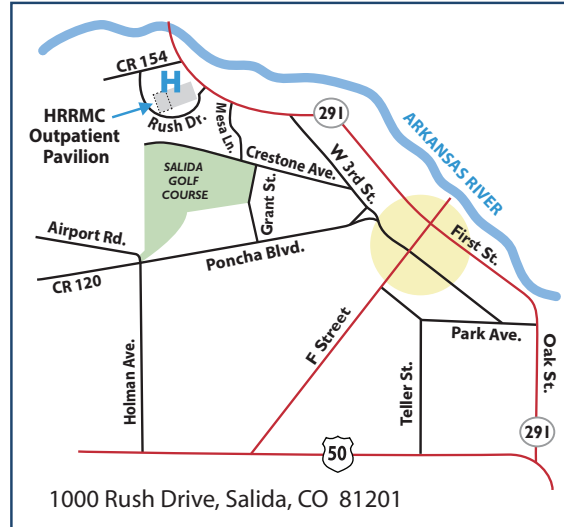 CR 154
H
HRRMC
Outpatient
Pavilion
Rush Dr.
Mesa Ln.
291
ARKANSAS RIVER
SALIDA
GOLF
COURSE
Crestone Ave.
W 3rd St.
Grant St.
Airport Rd.
Poncha Blvd.
First St.
CR 120
F Street
Park Ave.
Holman Ave.
Teller St.
Oak St.
291
50
1000 Rush Drive, Salida, CO 81201